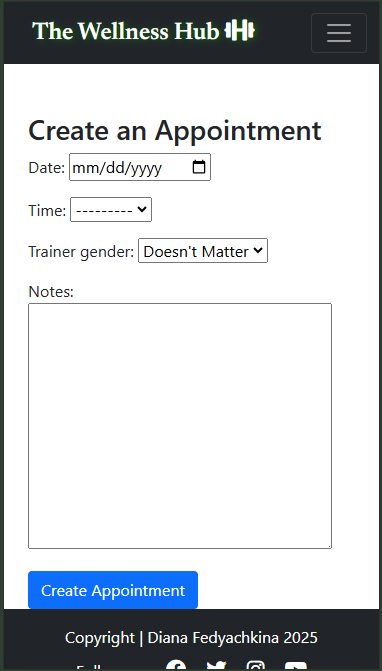 The Wellness Hub
Create an Appointment
Date: mm/dd/yyyy
Time: ---------
Trainer gender: Doesn't Matter
Notes:
Create Appointment
Copyright | Diana Fedyachkina 2025